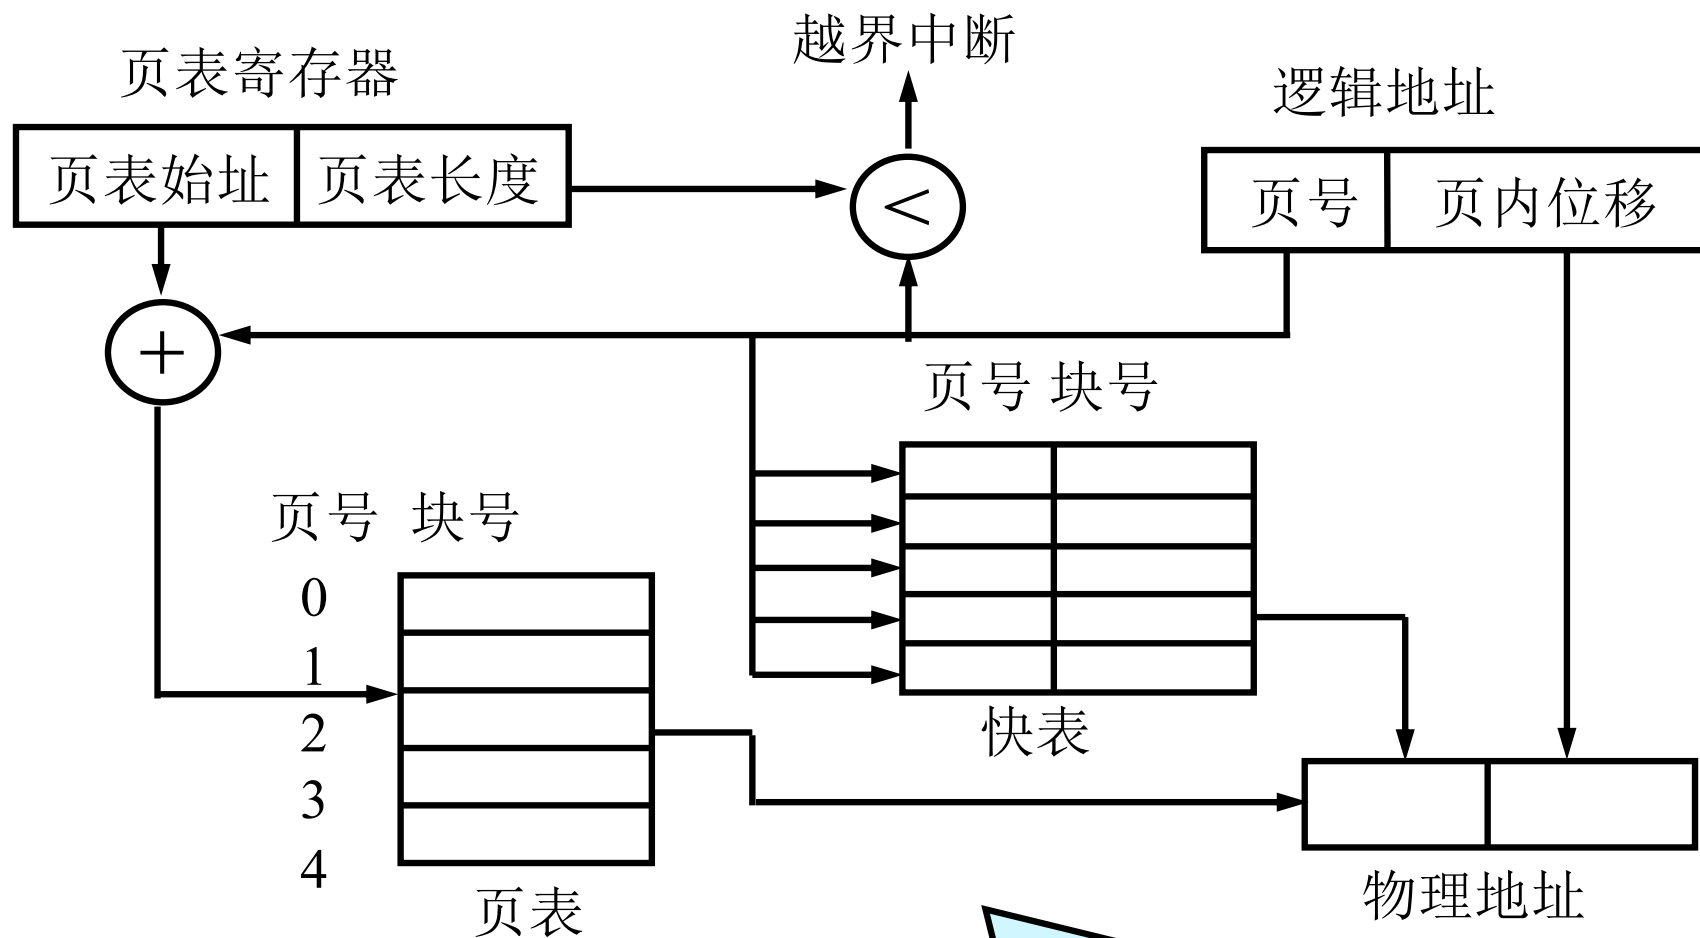 越界中断
页表寄存器
逻辑地址
页表始址 页表长度
<
页号 页内位移
+
页号 块号
页号 块号
0
1
2
3
4
快表
物理地址
页表